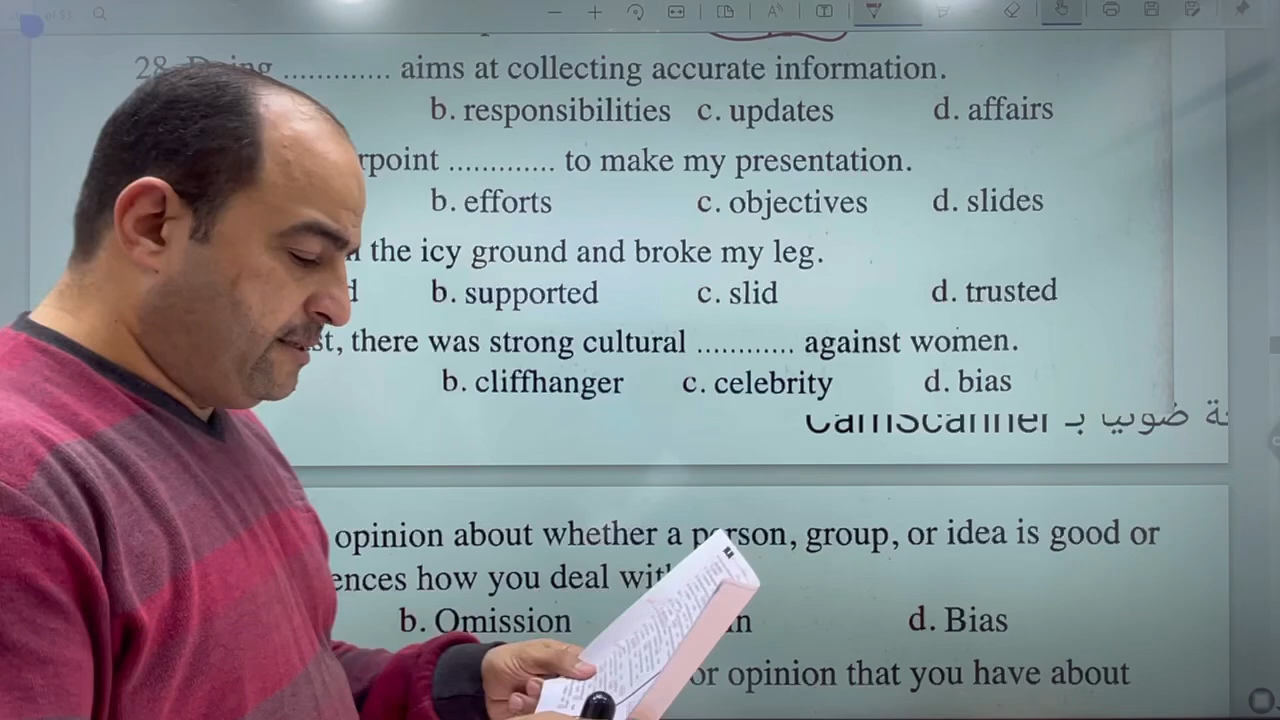 28. Doing ............. aims at collecting accurate information.
b. responsibilities c. updates d. affairs
rpoint ............. to make my presentation.
b. efforts c. objectives d. slides
the icy ground and broke my leg.
b. supported c. slid d. trusted
st, there was strong cultural ............ against women.
b. cliffhanger c. celebrity d. bias
CamScanner بـ ضوئيا
opinion about whether a person, group, or idea is good or
ences how you deal with
b. Omission d. Bias
or opinion that you have about